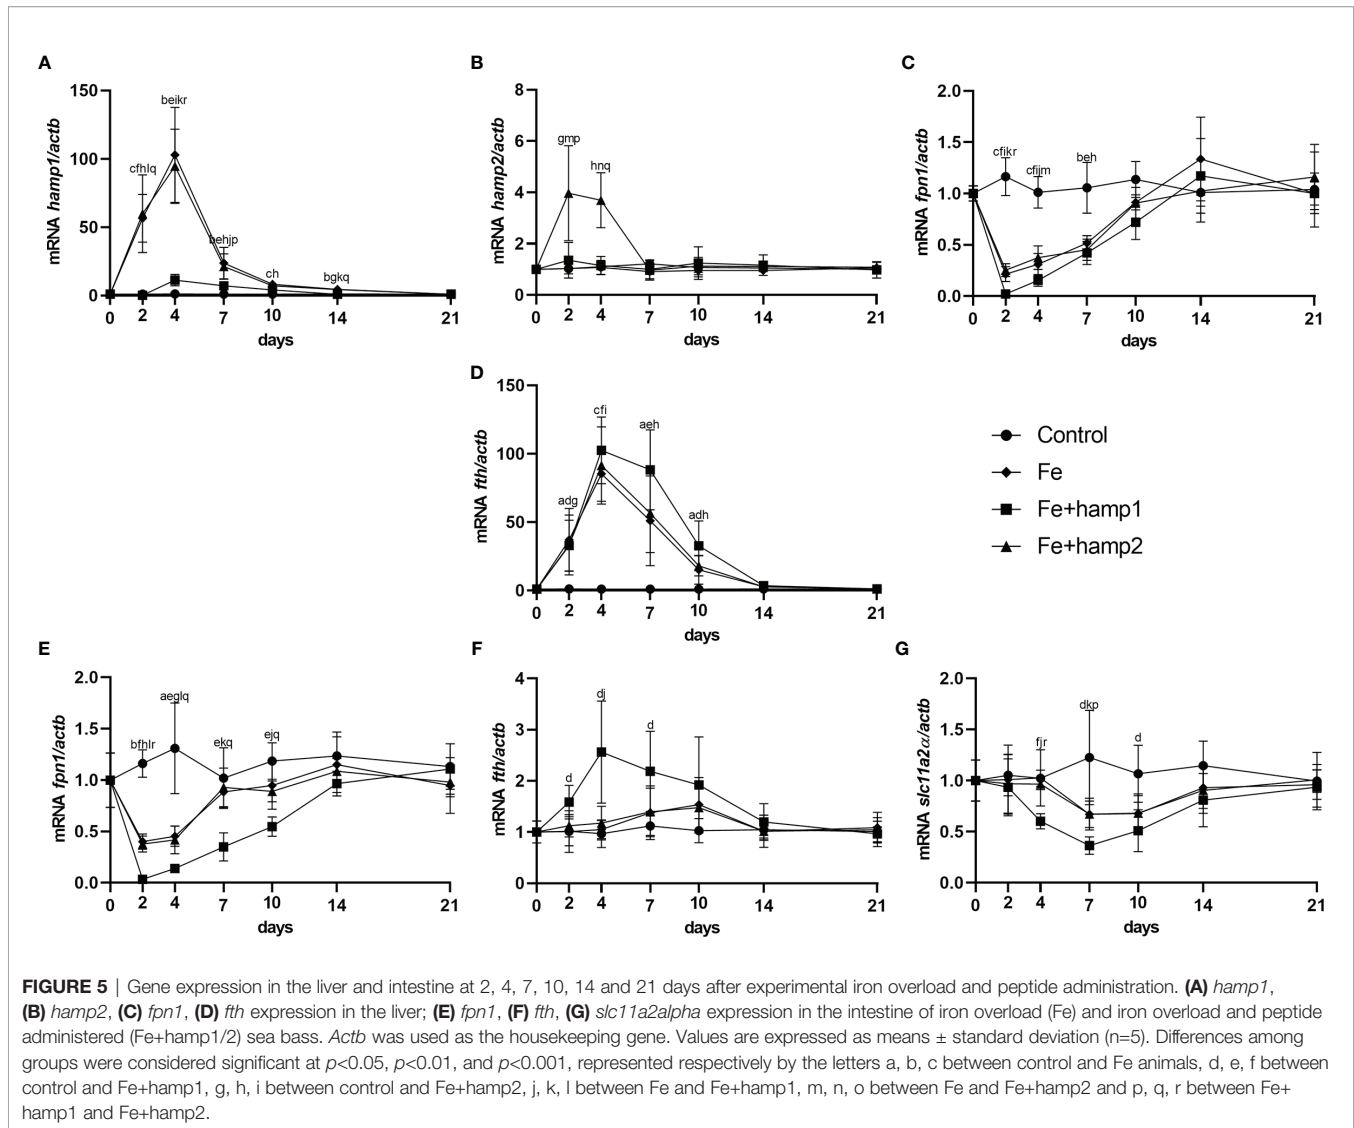 A
mRNA hamp1/actb
150
100
50
0
beikr
cfhlq
behjp
ch
bgkq
0 2 4 7 10 14 21
days
B
mRNA hamp2/actb
8
6
4
2
0
gmp
hnq
0 2 4 7 10 14 21
days
C
mRNA fpn1/actb
2.0
1.5
1.0
0.5
0.0
cfikr
cfijm
beh
0 2 4 7 10 14 21
days
D
mRNA fth/actb
150
100
50
0
cfi
aeh
adg
adh
0 2 4 7 10 14 21
days
Control
Fe
Fe+hamp1
Fe+hamp2
E
mRNA fpn1/actb
2.0
1.5
1.0
0.5
0.0
aeglq
bfhlr
ekq
ejq
0 2 4 7 10 14 21
days
F
mRNA fth/actb
4
3
2
1
0
dj
d
d
0 2 4 7 10 14 21
days
G
mRNA slc11a2α/actb
2.0
1.5
1.0
0.5
0.0
dkp
fjr
d
0 2 4 7 10 14 21
days
FIGURE 5 | Gene expression in the liver and intestine at 2, 4, 7, 10, 14 and 21 days after experimental iron overload and peptide administration. (A) hamp1,
(B) hamp2, (C) fpn1, (D) fth expression in the liver; (E) fpn1, (F) fth, (G) slc11a2alpha expression in the intestine of iron overload (Fe) and iron overload and peptide
administered (Fe+hamp1/2) sea bass. Actb was used as the housekeeping gene. Values are expressed as means ± standard deviation (n=5). Differences among
groups were considered significant at p<0.05, p<0.01, and p<0.001, represented respectively by the letters a, b, c between control and Fe animals, d, e, f between
control and Fe+hamp1, g, h, i between control and Fe+hamp2, j, k, l between Fe and Fe+hamp1, m, n, o between Fe and Fe+hamp2 and p, q, r between Fe+
hamp1 and Fe+hamp2.